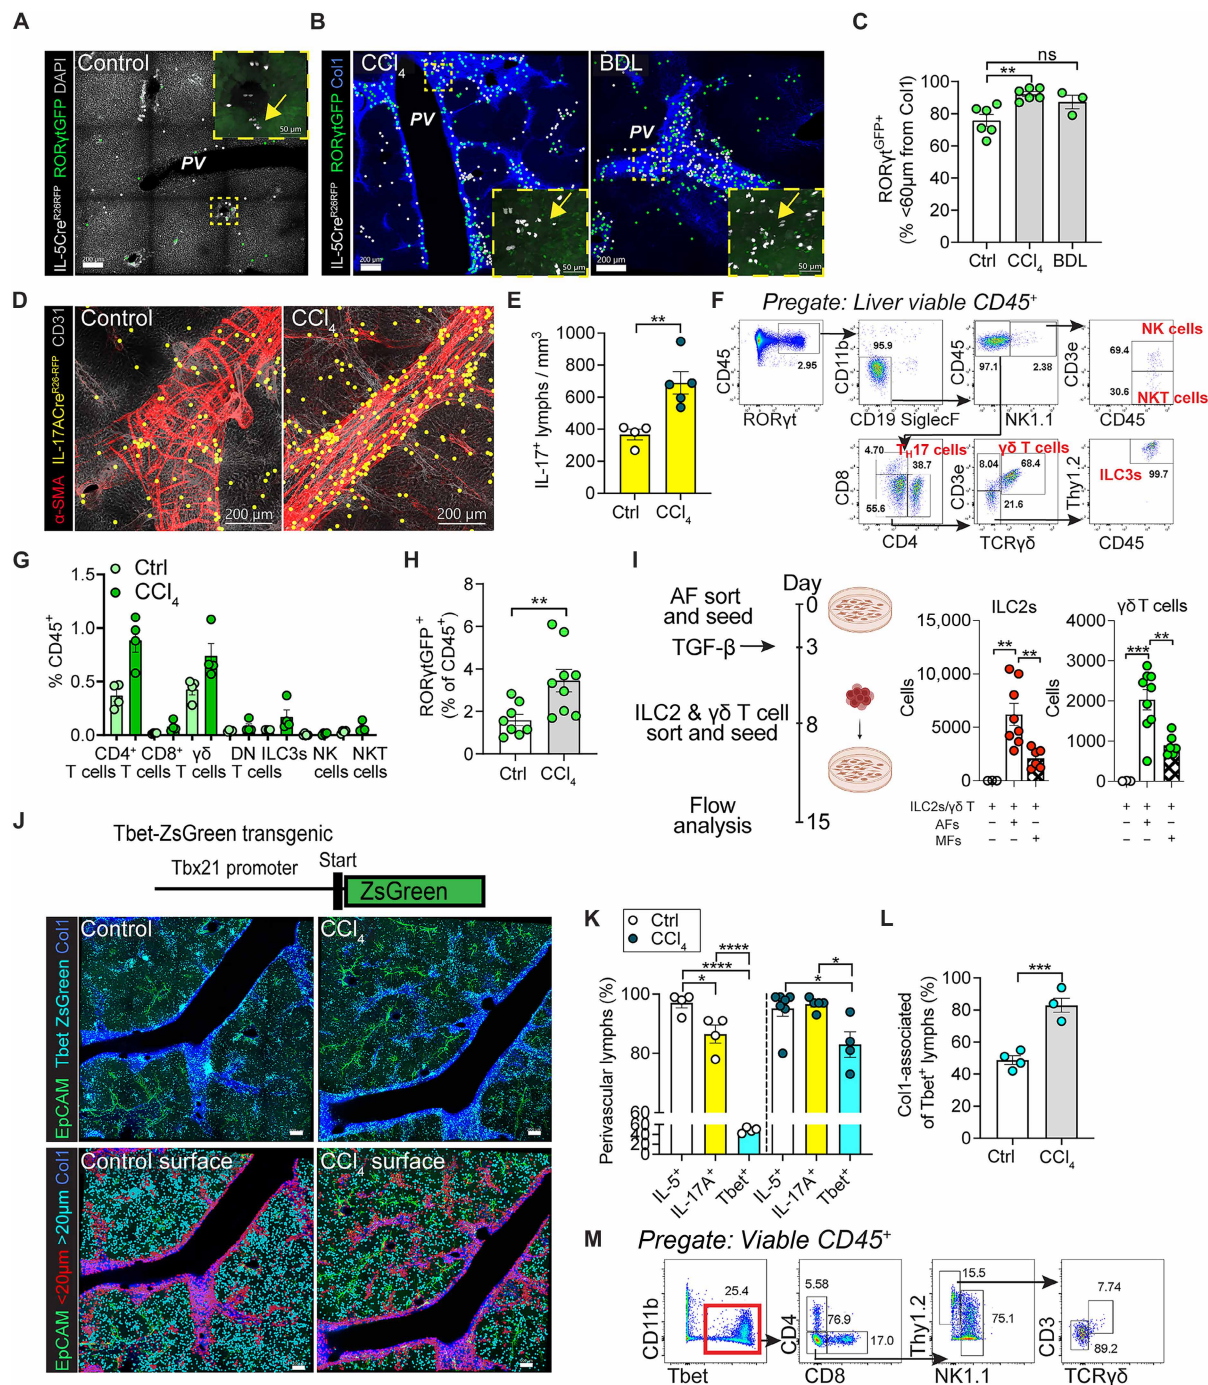 A
IL-5Cre^R26RFP RORγtGFP DAPI
Control
PV
50 µm
200 µm
B
IL-5Cre^R26RFP RORγtGFP Col1
CCl4
PV
200 µm
50 µm
BDL
PV
200 µm
50 µm
C
RORγt^GFP+
(% <60µm from Col1)
100
80
60
40
20
0
**
ns
Ctrl CCl4 BDL
D
α-SMA IL-17ACre^R26-RFP CD31
Control
200 µm
CCl4
200 µm
E
IL-17+ lymphs / mm3
1000
800
600
400
200
0
**
Ctrl CCl4
F
Pregate: Liver viable CD45+
CD45
2.95
RORγt
CD11b
95.9
CD19 SiglecF
CD45
97.1
2.38
NK1.1
CD3e
NK cells
69.4
30.6
NKT cells
CD45
CD8
4.70
TH17 cells
38.7
55.6
CD4
CD3e
γδ T cells
8.04
68.4
21.6
TCRγδ
Thy1.2
ILC3s
99.7
CD45
G
% CD45+
1.5
1.0
0.5
0.0
Ctrl
CCl4
CD4+ CD8+ γδ DN ILC3s NK NKT
T cells T cells T cells T cells cells cells
H
RORγtGFP+
(% of CD45+)
8
6
4
2
0
**
Ctrl CCl4
I
Day
AF sort
and seed
0
TGF-β
3
ILC2 & γδ T cell
sort and seed
8
Flow
analysis
15
ILC2s
Cells
15,000
10,000
5000
0
** **
γδ T cells
Cells
4000
3000
2000
1000
0
*** **
ILC2s/γδ T + + + + + +
AFs – + – – + –
MFs – – + – – +
J
Tbet-ZsGreen transgenic
Tbx21 promoter
Start
ZsGreen
EpCAM Tbet ZsGreen Col1
Control
CCl4
EpCAM <20µm >20µm Col1
Control surface
CCl4 surface
K
Ctrl
CCl4
Perivascular lymphs (%)
100
80
60
60
40
20
0
****
****
*
*
*
IL-5+
IL-17A+
Tbet+
IL-5+
IL-17A+
Tbet+
L
Col1-associated
of Tbet+ lymphs (%)
100
80
60
40
20
0
***
Ctrl CCl4
M
Pregate: Viable CD45+
CD11b
25.4
Tbet
CD4
5.58
76.9
17.0
CD8
Thy1.2
15.5
75.1
NK1.1
CD3
7.74
89.2
TCRγδ